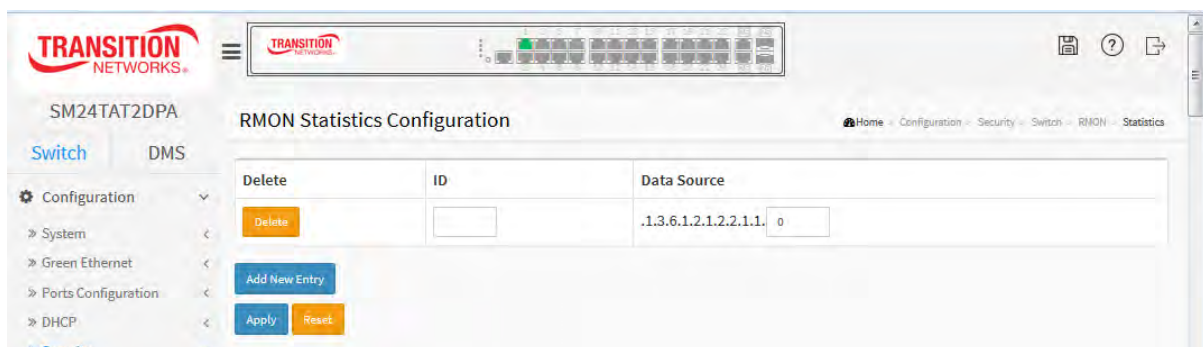 TRANSITION
NETWORKS®
TRANSITION
NETWORKS
SM24TAT2DPA
Switch DMS
Configuration
» System
» Green Ethernet
» Ports Configuration
» DHCP
RMON Statistics Configuration
Home > Configuration > Security > Switch > RMON > Statistics
Delete ID Data Source
Delete .1.3.6.1.2.1.2.2.1.1. 0
Add New Entry
Apply Reset